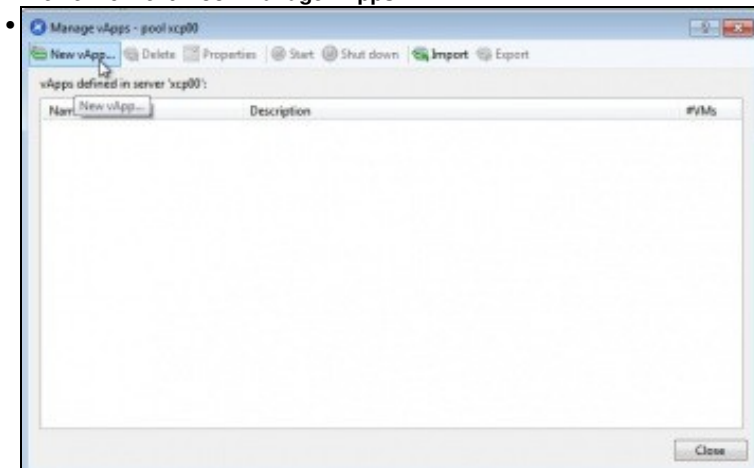 Manage vApps - pool xcp00
New vApp... Delete Properties Start Shut down Import Export
vApps defined in server 'xcp00':
Nam New vApp... Description #VMs
Close